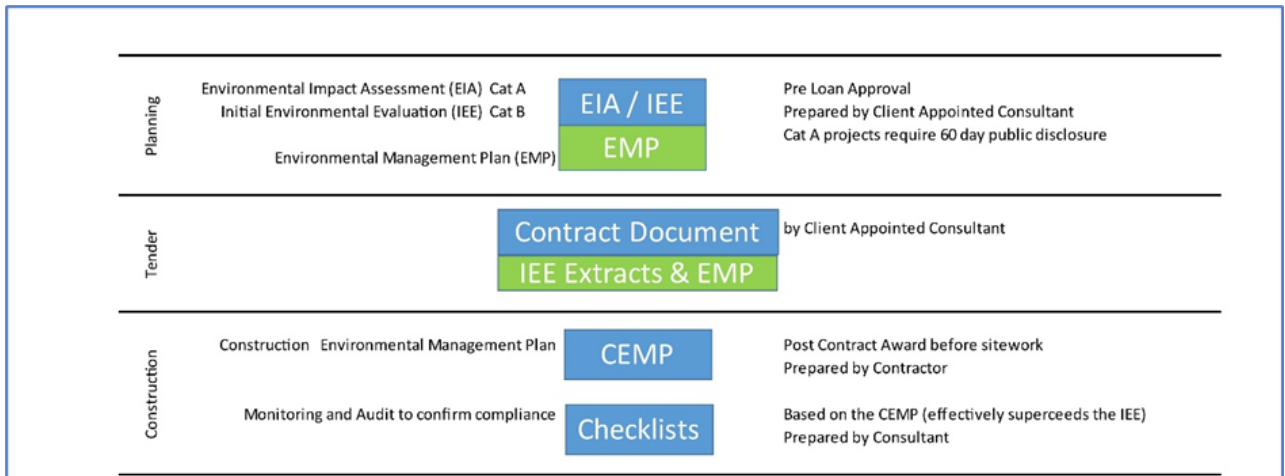 Planning
Environmental Impact Assessment (EIA) Cat A
Initial Environmental Evaluation (IEE) Cat B
Environmental Management Plan (EMP)
EIA / IEE
EMP
Pre Loan Approval
Prepared by Client Appointed Consultant
Cat A projects require 60 day public disclosure
Tender
Contract Document
IEE Extracts & EMP
by Client Appointed Consultant
Construction
Construction Environmental Management Plan
CEMP
Post Contract Award before sitework
Prepared by Contractor
Monitoring and Audit to confirm compliance
Checklists
Based on the CEMP (effectively superceeds the IEE)
Prepared by Consultant